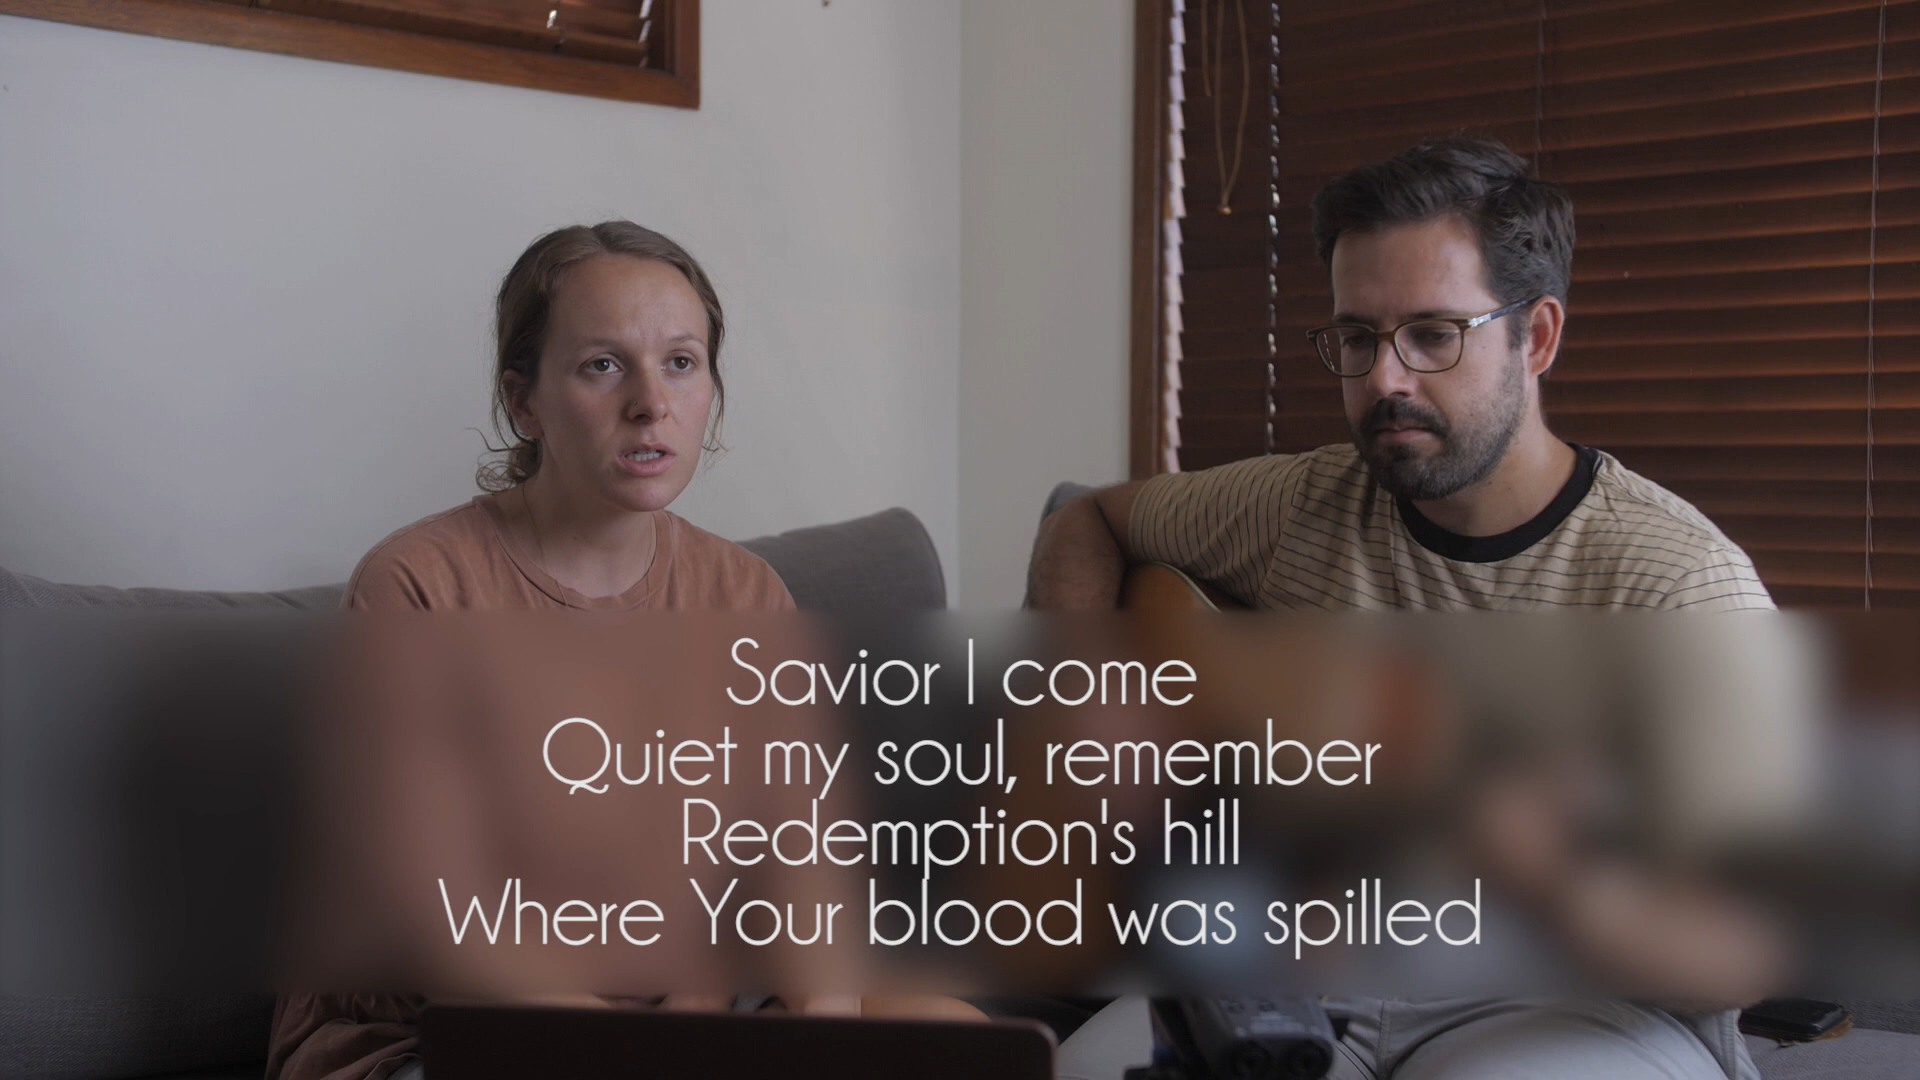 Savior I come
Quiet my soul, remember
Redemption's hill
Where Your blood was spilled